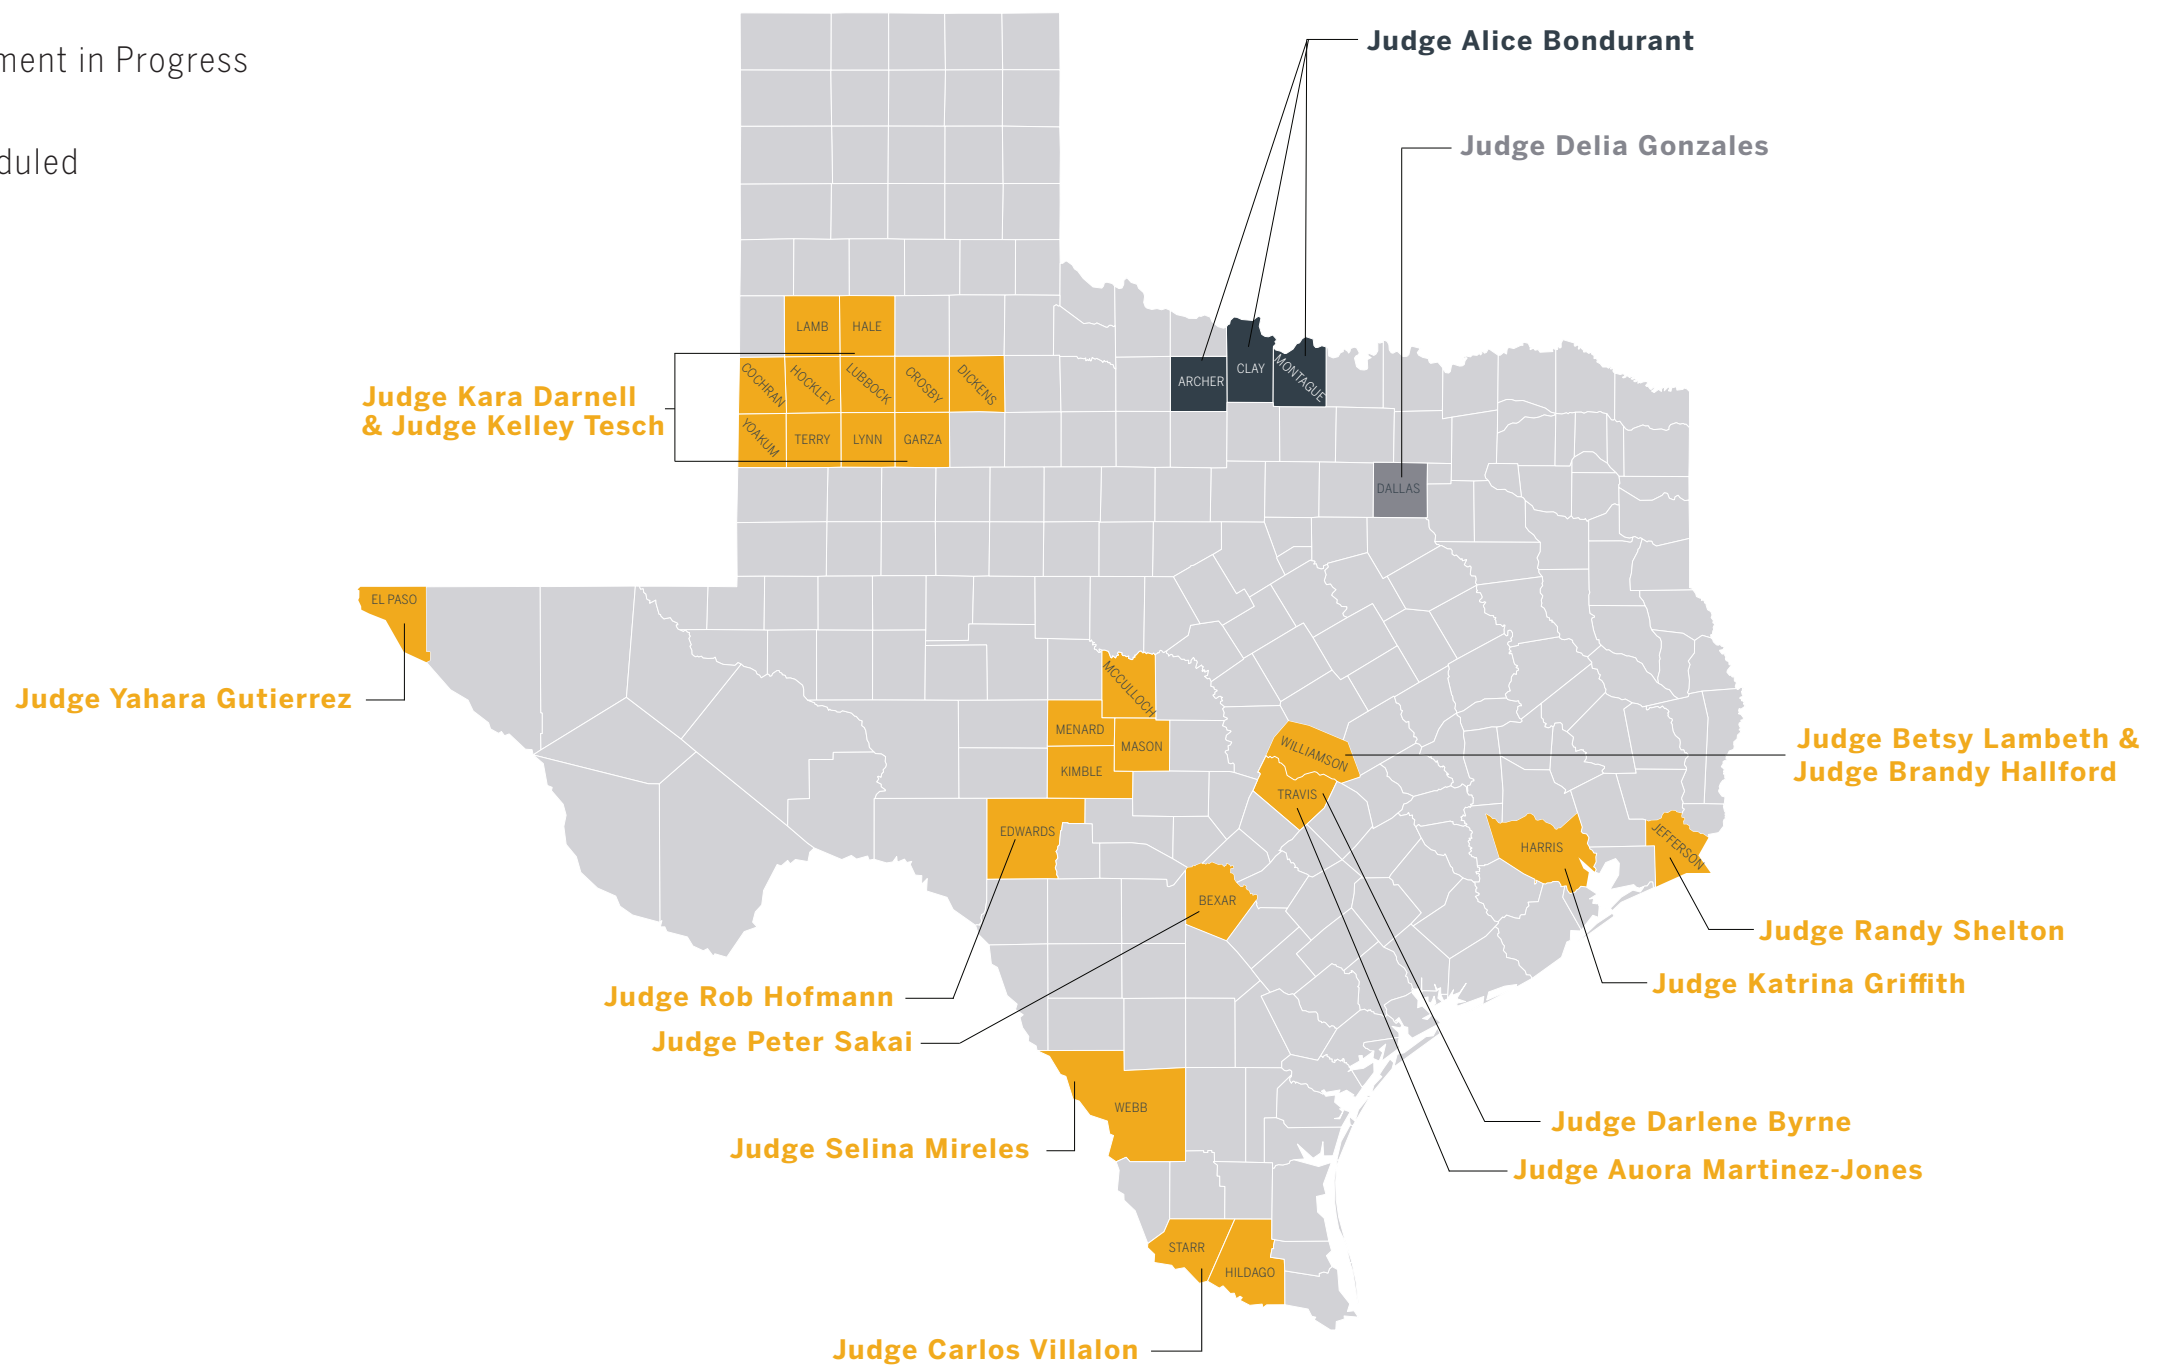 ment in Progress
duled
Judge Alice Bondurant
Judge Delia Gonzales
LAMB
HALE
COCHRAN
HOCKLEY
LUBBOCK
CROSBY
DICKENS
YOAKUM
TERRY
LYNN
GARZA
Judge Kara Darnell
& Judge Kelley Tesch
ARCHER
CLAY
MONTAGUE
DALLAS
EL PASO
Judge Yahara Gutierrez
MCCULLOCH
MENARD
MASON
KIMBLE
WILLIAMSON
TRAVIS
Judge Betsy Lambeth &
Judge Brandy Hallford
EDWARDS
HARRIS
JEFFERSON
BEXAR
Judge Randy Shelton
Judge Katrina Griffith
Judge Rob Hofmann
Judge Peter Sakai
WEBB
Judge Selina Mireles
Judge Darlene Byrne
Judge Auora Martinez-Jones
STARR
HILDAGO
Judge Carlos Villalon